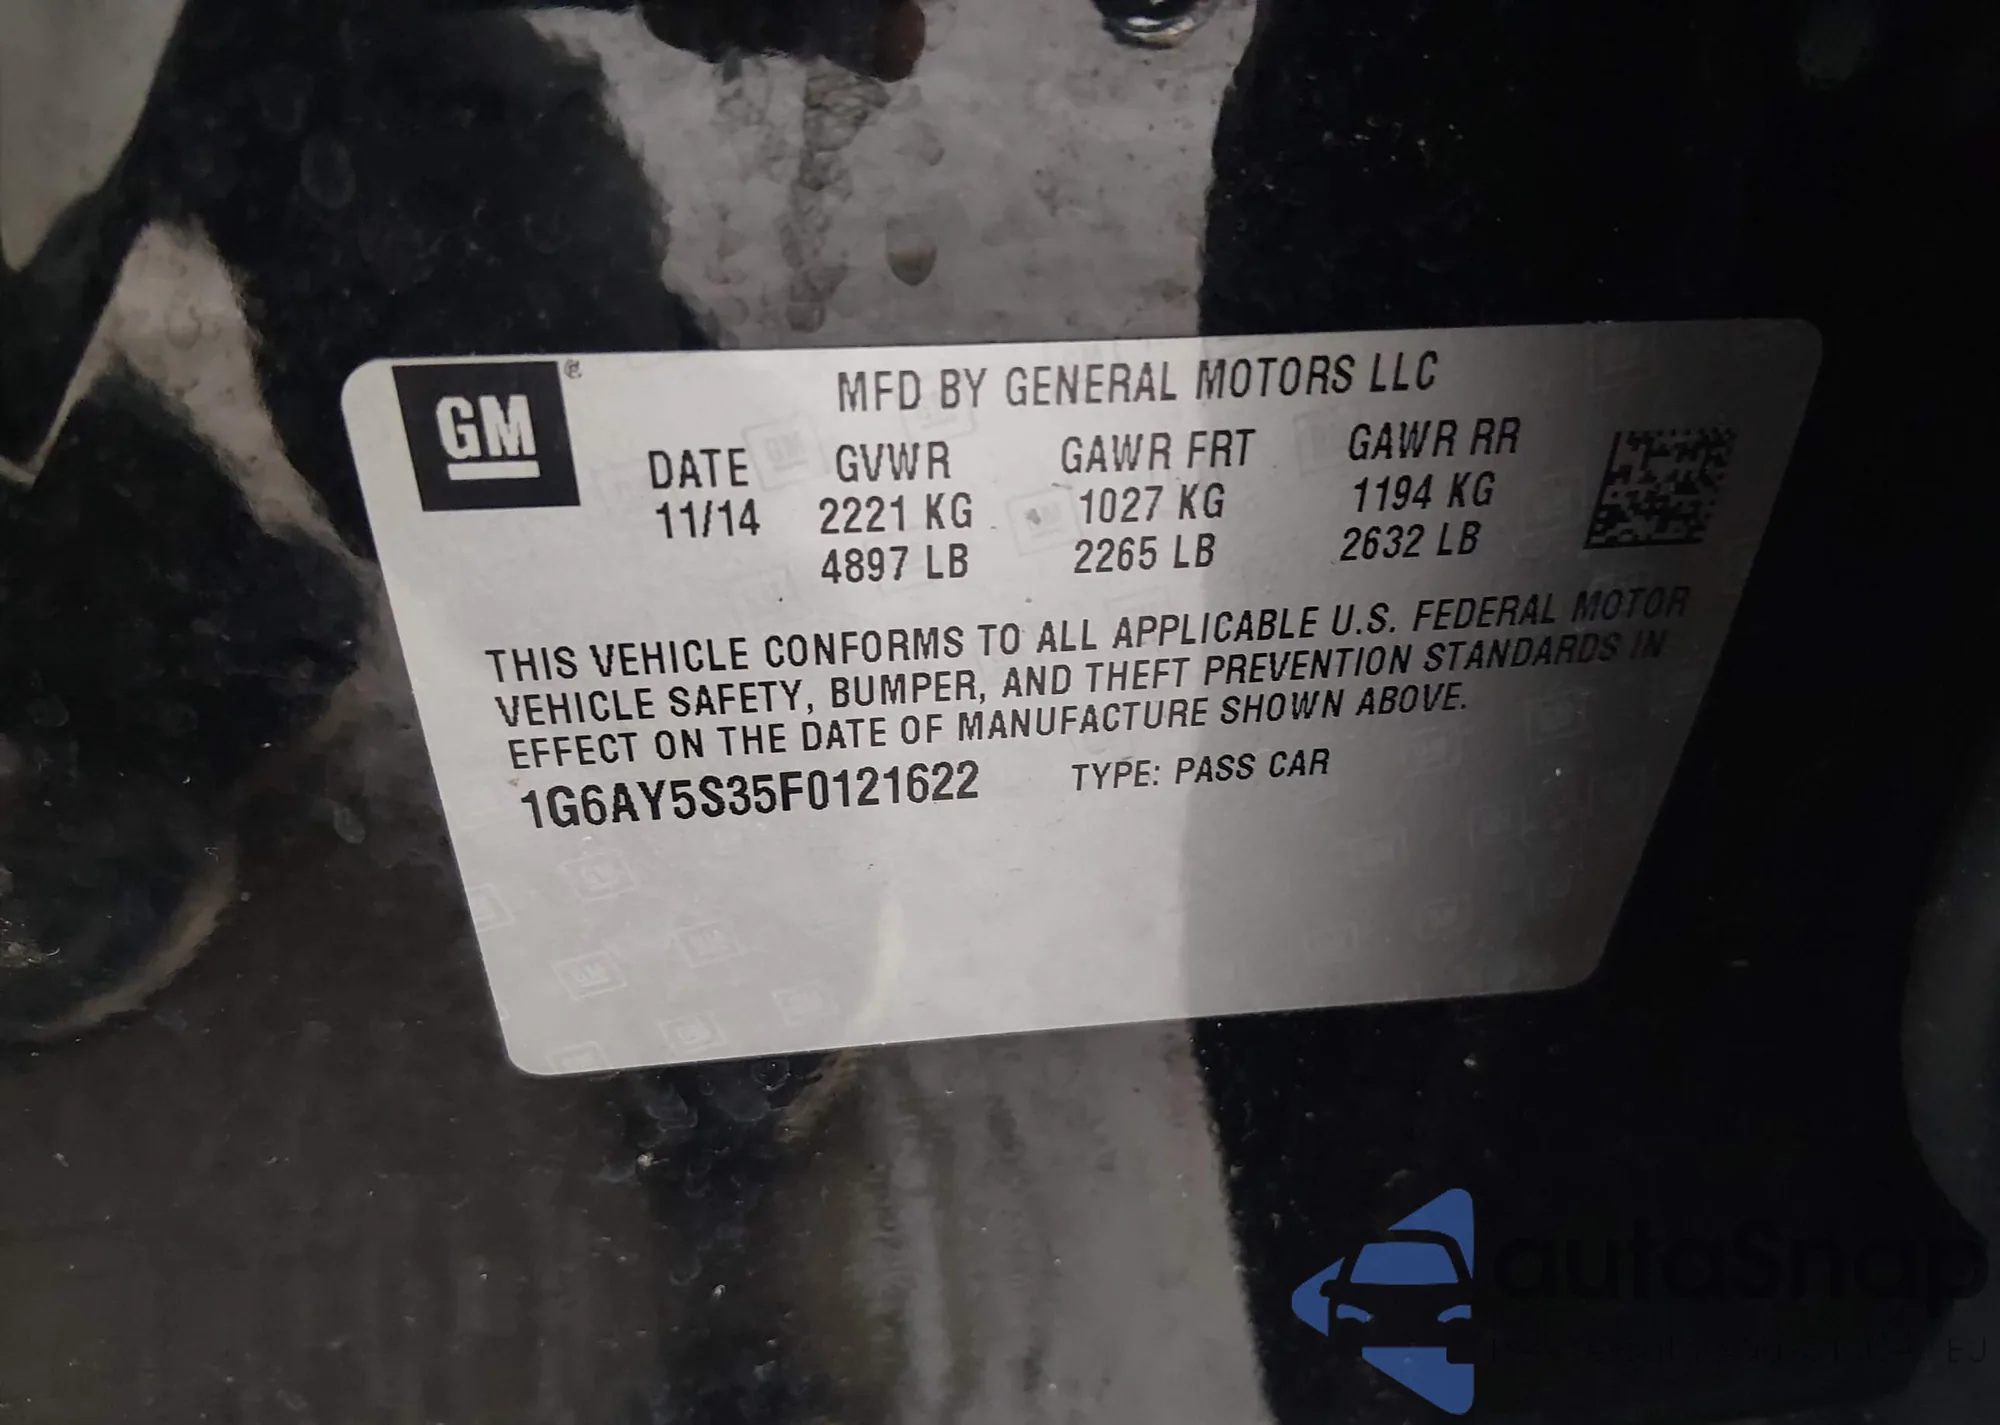 GM
MFD BY GENERAL MOTORS LLC
DATE GVWR GAWR FRT GAWR RR
11/14 2221 KG 1027 KG 1194 KG
4897 LB 2265 LB 2632 LB
THIS VEHICLE CONFORMS TO ALL APPLICABLE U.S. FEDERAL MOTOR
VEHICLE SAFETY, BUMPER, AND THEFT PREVENTION STANDARDS IN
EFFECT ON THE DATE OF MANUFACTURE SHOWN ABOVE.
1G6AY5S35F0121622 TYPE: PASS CAR
autaSnap